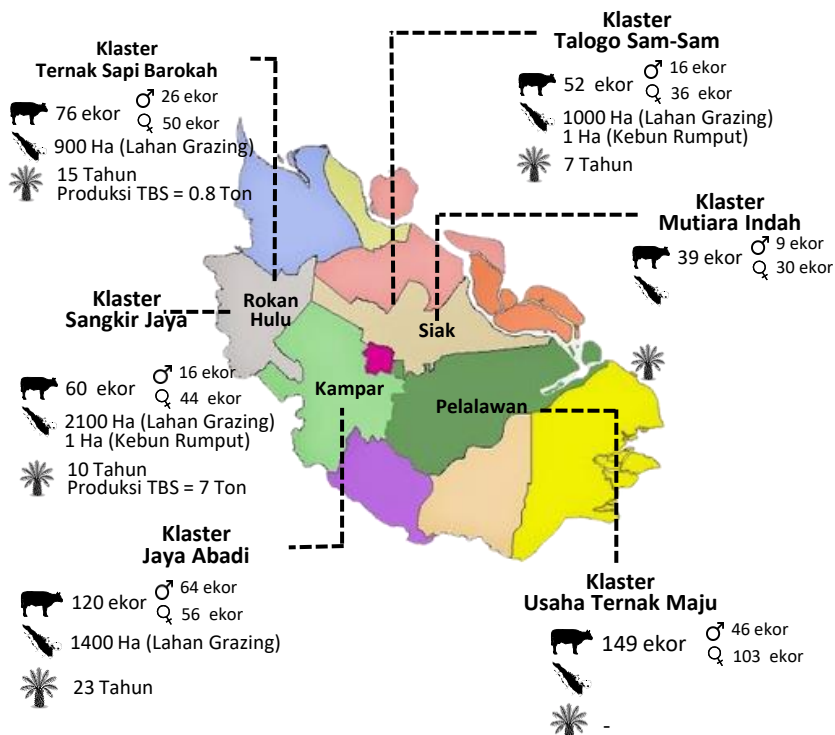 Klaster
Ternak Sapi Barokah
76 ekor
26 ekor
50 ekor
900 Ha (Lahan Grazing)
15 Tahun
Produksi TBS = 0.8 Ton
Klaster
Talogo Sam-Sam
52 ekor
16 ekor
36 ekor
1000 Ha (Lahan Grazing)
1 Ha (Kebun Rumput)
7 Tahun
Klaster
Mutiara Indah
39 ekor
9 ekor
30 ekor
Klaster
Sangkir Jaya
60 ekor
16 ekor
44 ekor
2100 Ha (Lahan Grazing)
1 Ha (Kebun Rumput)
10 Tahun
Produksi TBS = 7 Ton
Rokan
Hulu
Siak
Kampar
Pelalawan
Klaster
Jaya Abadi
120 ekor
64 ekor
56 ekor
1400 Ha (Lahan Grazing)
23 Tahun
Klaster
Usaha Ternak Maju
149 ekor
46 ekor
103 ekor
-